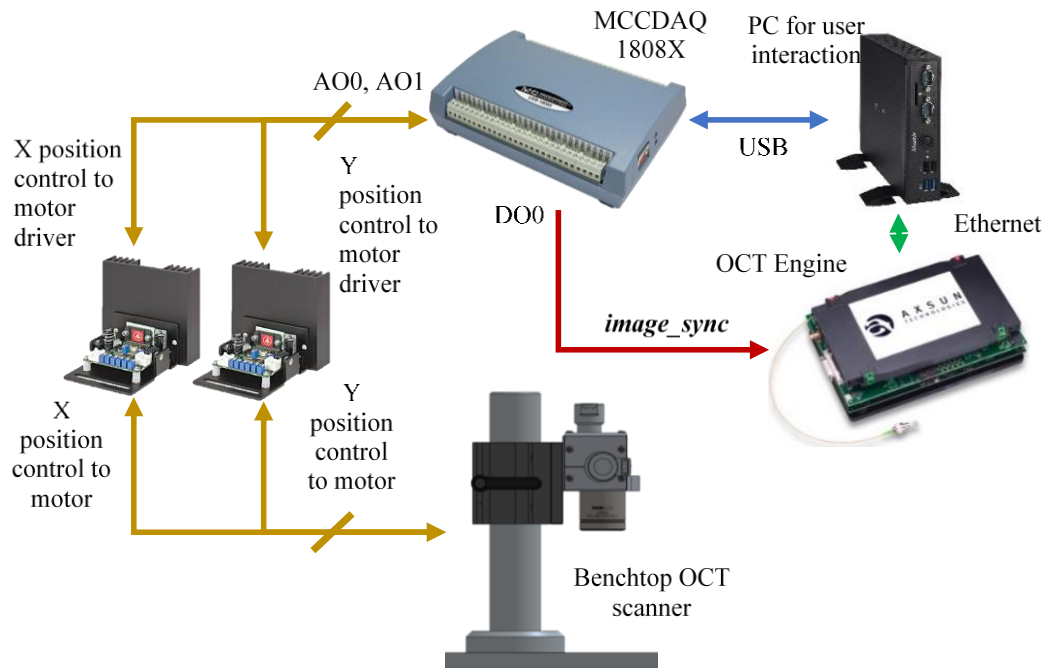 MCCDAQ
1808X
PC for user
interaction
AO0, AO1
USB
X position
control to
motor
driver
Y
position
control to
motor
driver
DO0
Ethernet
OCT Engine
AXSUN
TECHNOLOGIES
image_sync
X
position
control to
motor
Y
position
control
to motor
Benchtop OCT
scanner